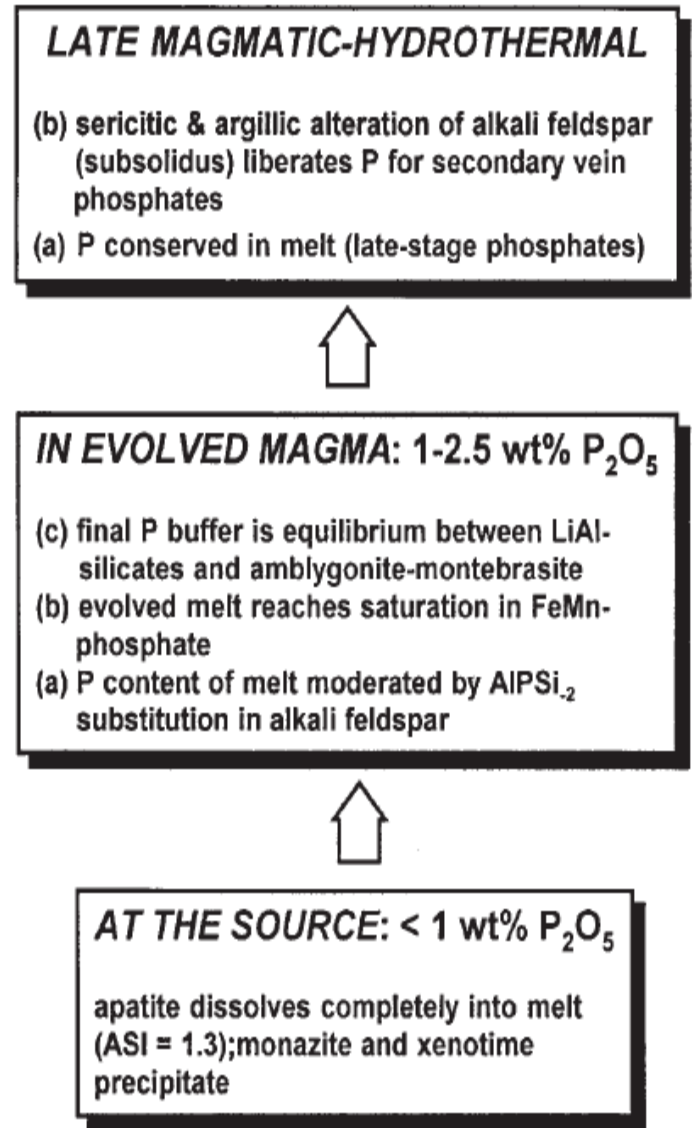 LATE MAGMATIC-HYDROTHERMAL
(b) sericitic & argillic alteration of alkali feldspar
(subsolidus) liberates P for secondary vein
phosphates
(a) P conserved in melt (late-stage phosphates)
IN EVOLVED MAGMA: 1-2.5 wt% P₂O₅
(c) final P buffer is equilibrium between LiAl-
silicates and amblygonite-montebrasite
(b) evolved melt reaches saturation in FeMn-
phosphate
(a) P content of melt moderated by AlPSi₋₂
substitution in alkali feldspar
AT THE SOURCE: < 1 wt% P₂O₅
apatite dissolves completely into melt
(ASI = 1.3);monazite and xenotime
precipitate